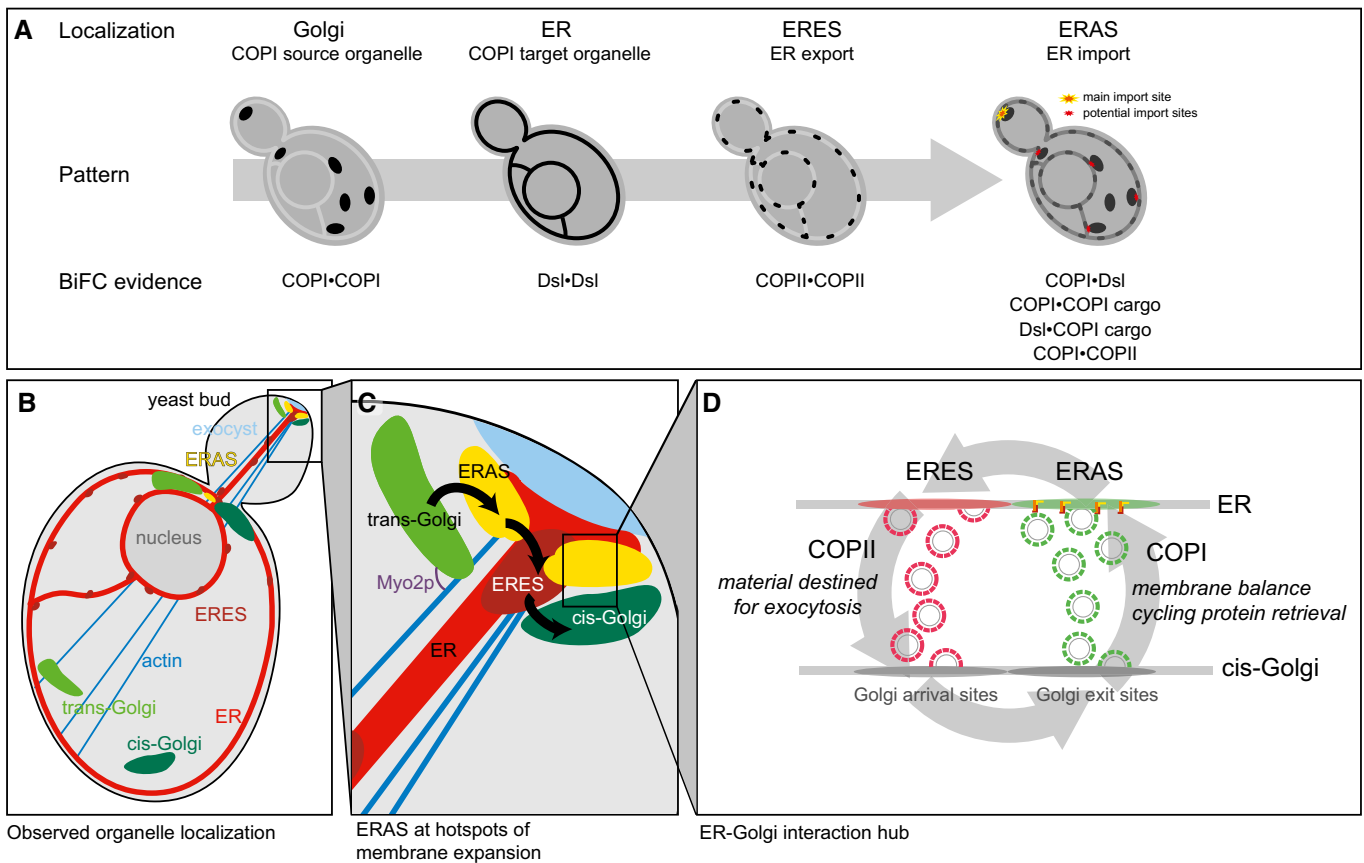 A
Localization
Golgi
COPI source organelle
ER
COPI target organelle
ERES
ER export
ERAS
ER import
main import site
potential import sites
Pattern
BiFC evidence
COPI•COPI
Dsl•Dsl
COPII•COPII
COPI•Dsl
COPI•COPI cargo
Dsl•COPI cargo
COPI•COPII
B
yeast bud
exocyst
ERAS
nucleus
ERES
actin
trans-Golgi
ER
cis-Golgi
Observed organelle localization
C
ERAS
trans-Golgi
Myo2p
ERES
cis-Golgi
ER
ERAS at hotspots of
membrane expansion
D
ERES
ERAS
ER
COPII
material destined
for exocytosis
COPI
membrane balance
cycling protein retrieval
cis-Golgi
Golgi arrival sites
Golgi exit sites
ER-Golgi interaction hub